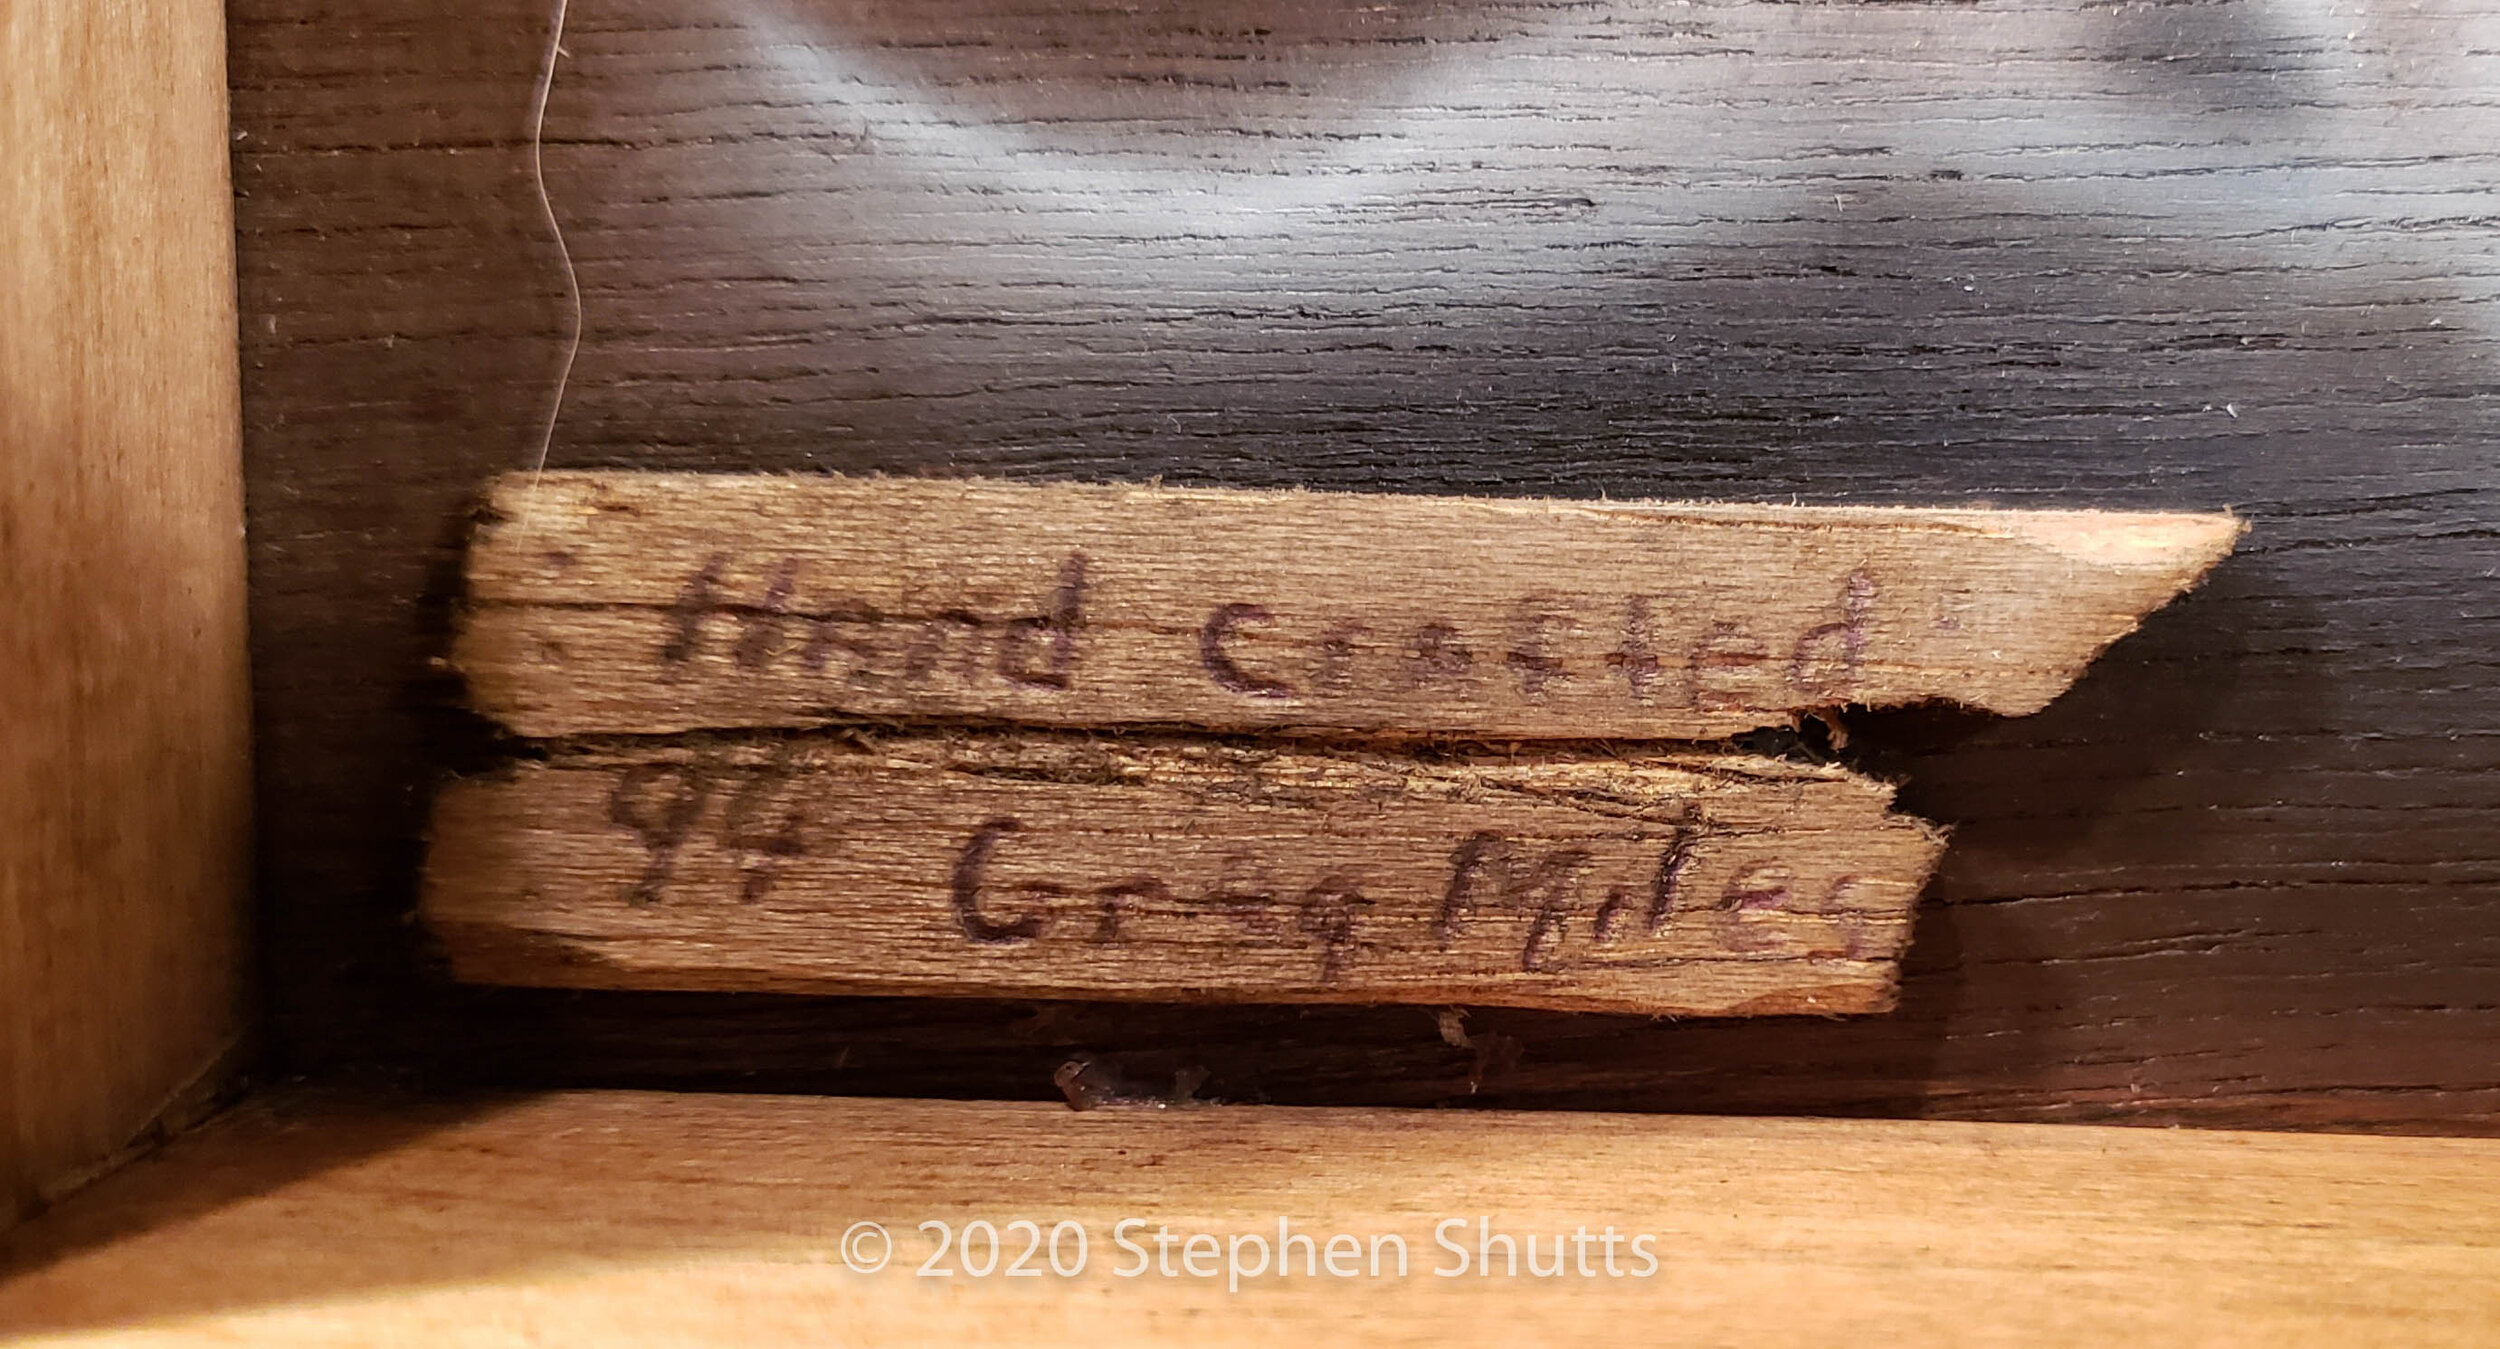 "Hand Crafted"
94 Greg Miles
© 2020 Stephen Shutts